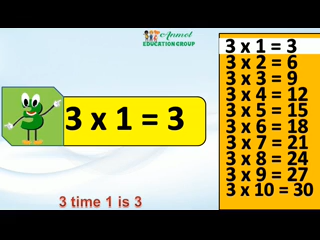 Anmol
EDUCATION GROUP
3 x 1 = 3
3 time 1 is 3
3 x 1 = 3
3 x 2 = 6
3 x 3 = 9
3 x 4 = 12
3 x 5 = 15
3 x 6 = 18
3 x 7 = 21
3 x 8 = 24
3 x 9 = 27
3 x 10 = 30